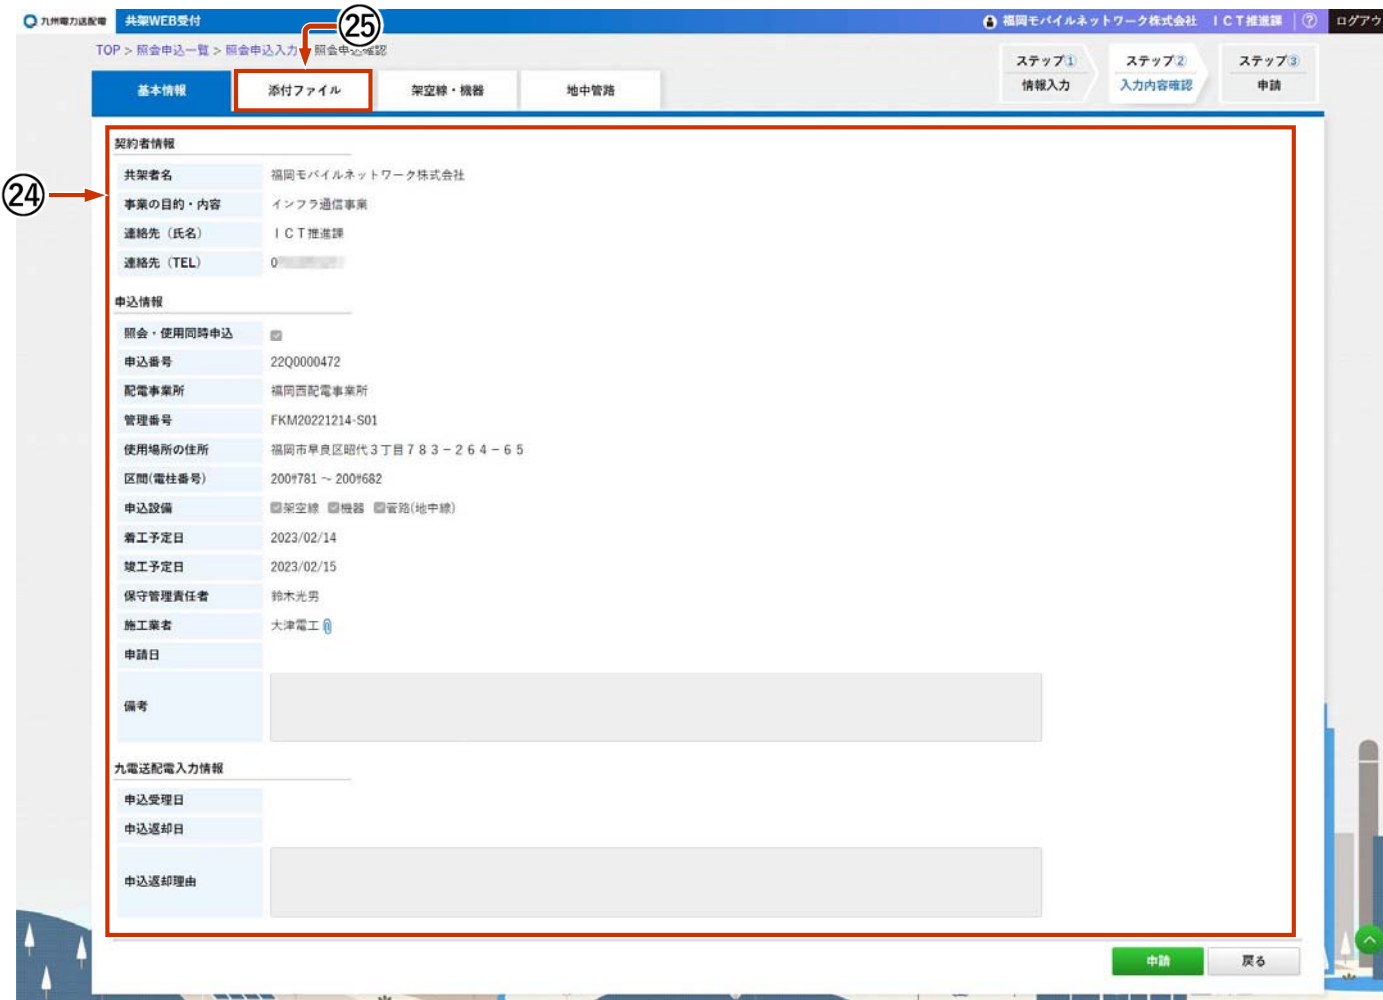 九州電力送配電 共架WEB受付 福岡モバイルネットワーク株式会社 ICT推進課 ? ログアウ
㉕
TOP > 照会申込一覧 > 照会申込入力 > 照会申込確認
ステップ① ステップ② ステップ③
情報入力 入力内容確認 申請
基本情報 添付ファイル 架空線・機器 地中管路
㉔
契約者情報
共架者名 福岡モバイルネットワーク株式会社
事業の目的・内容 インフラ通信事業
連絡先（氏名） ICT推進課
連絡先（TEL） 0
申込情報
照会・使用同時申込
申込番号 22Q0000472
配電事業所 福岡西配電事業所
管理番号 FKM20221214-S01
使用場所の住所 福岡市早良区昭代３丁目７８３－２６４－６５
区間(電柱番号) 200ｻ781 ～ 200ｻ682
申込設備 架空線 機器 管路(地中線)
着工予定日 2023/02/14
竣工予定日 2023/02/15
保守管理責任者 鈴木光男
施工業者 大津電工
申請日
備考
九電送配電入力情報
申込受理日
申込返却日
申込返却理由
申請 戻る